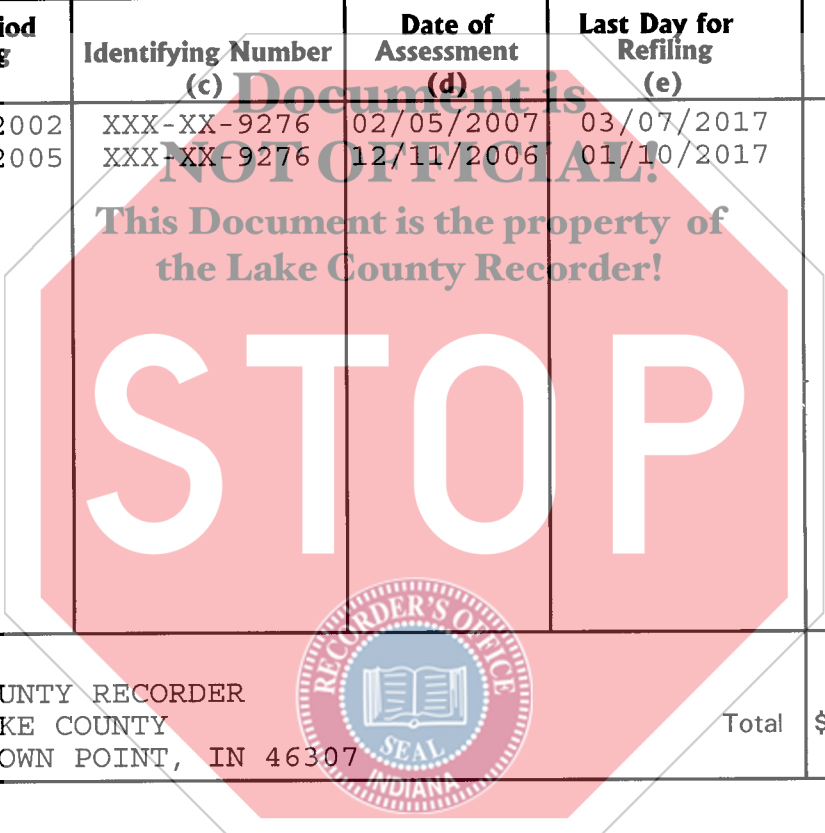 iod Date of Last Day for
g Identifying Number Assessment Refiling
(c) (d) (e)
Document is
2002 XXX-XX-9276 02/05/2007 03/07/2017
2005 XXX-XX-9276 12/11/2006 01/10/2017
NOT OFFICIAL!
This Document is the property of
the Lake County Recorder!
STOP
RECORDER'S OFFICE
SEAL
INDIANA
UNTY RECORDER
KE COUNTY Total $
OWN POINT, IN 46307